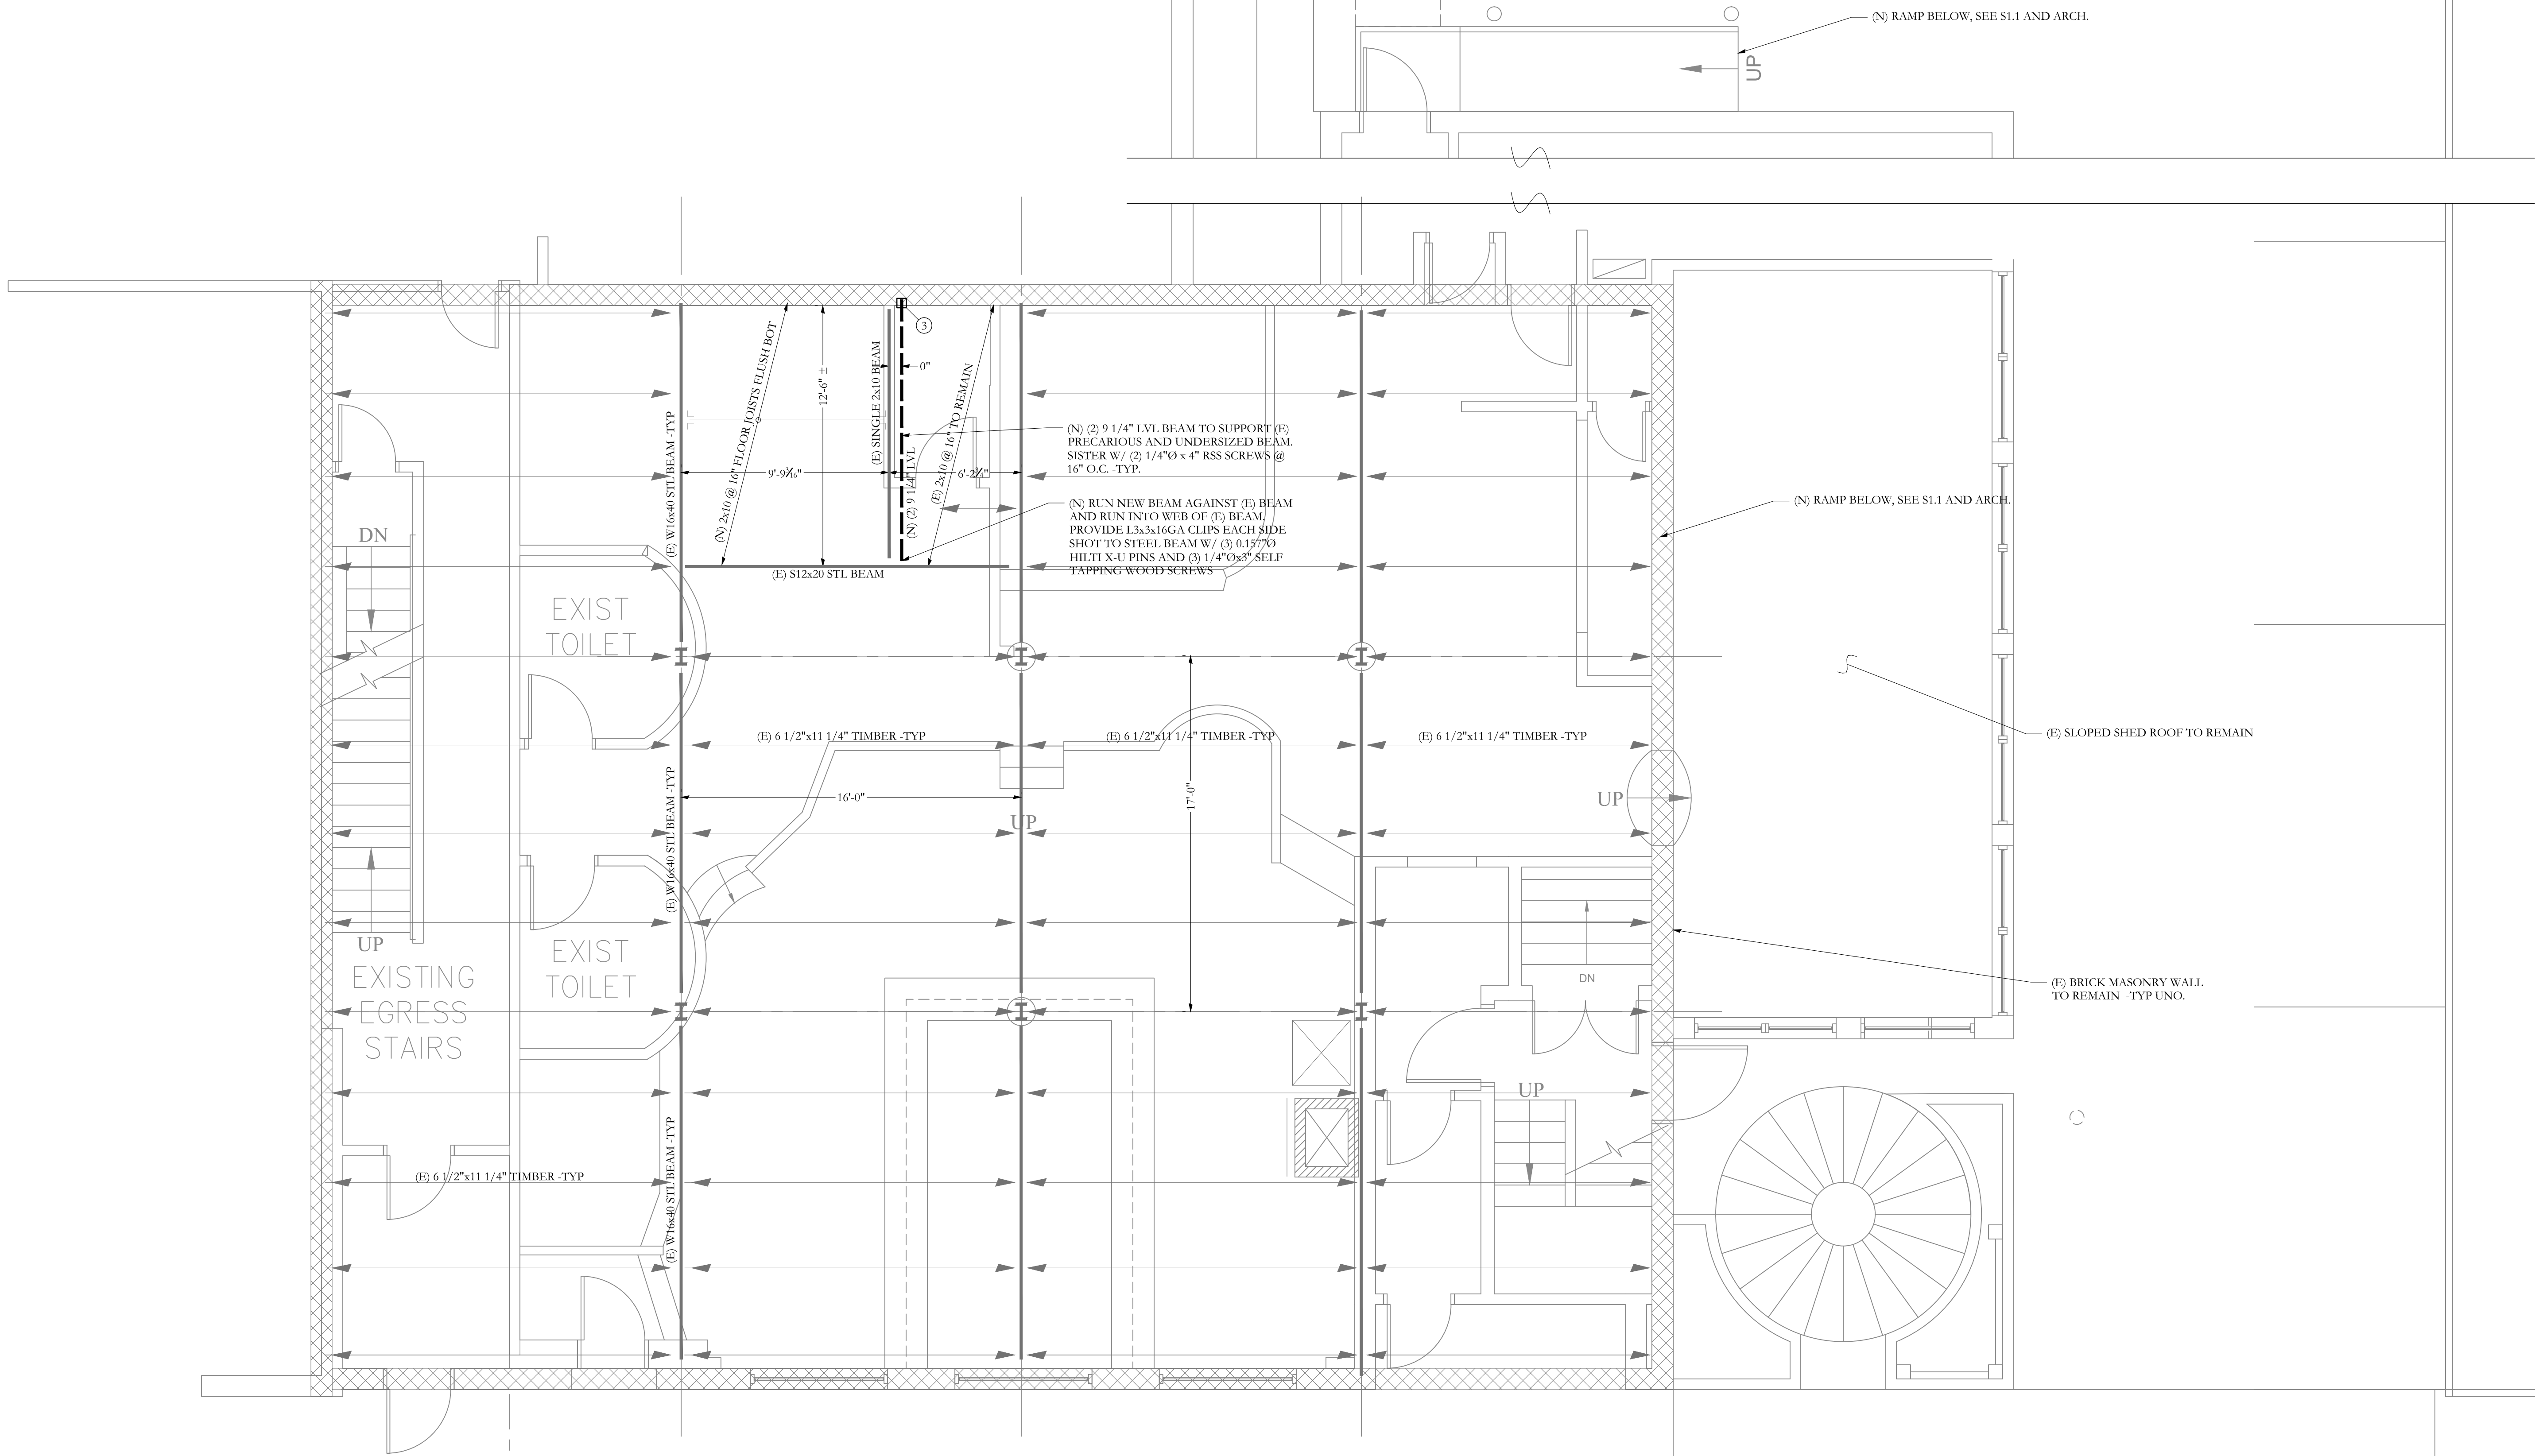 (N) RAMP BELOW, SEE S1.1 AND ARCH.
UP
3
0"
(N) 2x10 @ 16" FLOOR JOISTS FLUSH BOT
12'-6" ±
(E) SINGLE 2x10 BEAM
(N) (2) 9 1/4" LVL
(E) 2x10 @ 16" TO REMAIN
(E) W16x40 STL BEAM -TYP
9'-9 3/16"
6'-2 3/4"
(E) S12x20 STL BEAM
(N) (2) 9 1/4" LVL BEAM TO SUPPORT (E)
PRECARIOUS AND UNDERSIZED BEAM.
SISTER W/ (2) 1/4"Ø x 4" RSS SCREWS @
16" O.C. -TYP.
(N) RUN NEW BEAM AGAINST (E) BEAM
AND RUN INTO WEB OF (E) BEAM.
PROVIDE L3x3x16GA CLIPS EACH SIDE
SHOT TO STEEL BEAM W/ (3) 0.157"Ø
HILTI X-U PINS AND (3) 1/4"Øx3" SELF
TAPPING WOOD SCREWS
(N) RAMP BELOW, SEE S1.1 AND ARCH.
DN
EXIST
TOILET
(E) 6 1/2"x11 1/4" TIMBER -TYP
(E) 6 1/2"x11 1/4" TIMBER -TYP
(E) 6 1/2"x11 1/4" TIMBER -TYP
(E) SLOPED SHED ROOF TO REMAIN
(E) W16x40 STL BEAM -TYP
16'-0"
17'-0"
UP
UP
UP
EXIST
TOILET
EXISTING
EGRESS
STAIRS
DN
(E) BRICK MASONRY WALL
TO REMAIN -TYP UNO.
UP
(E) 6 1/2"x11 1/4" TIMBER -TYP
(E) W16x40 STL BEAM -TYP